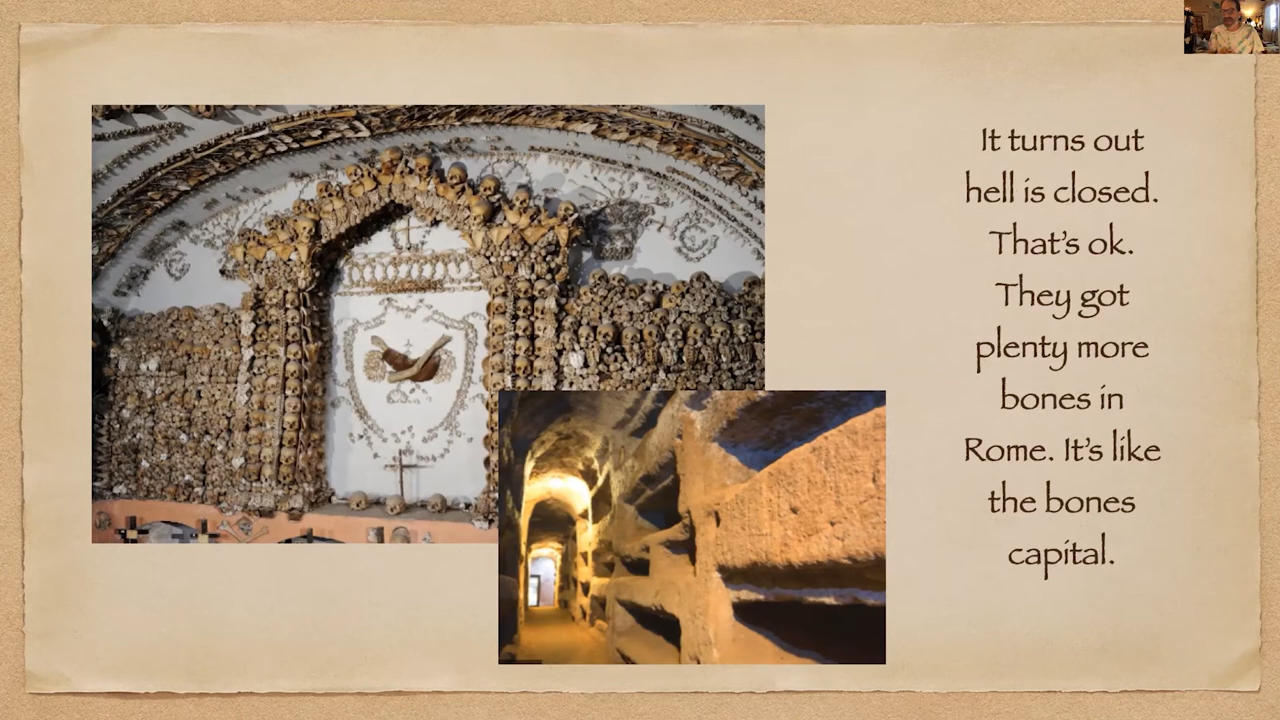 It turns out
hell is closed.
That's ok.
They got
plenty more
bones in
Rome. It's like
the bones
capital.